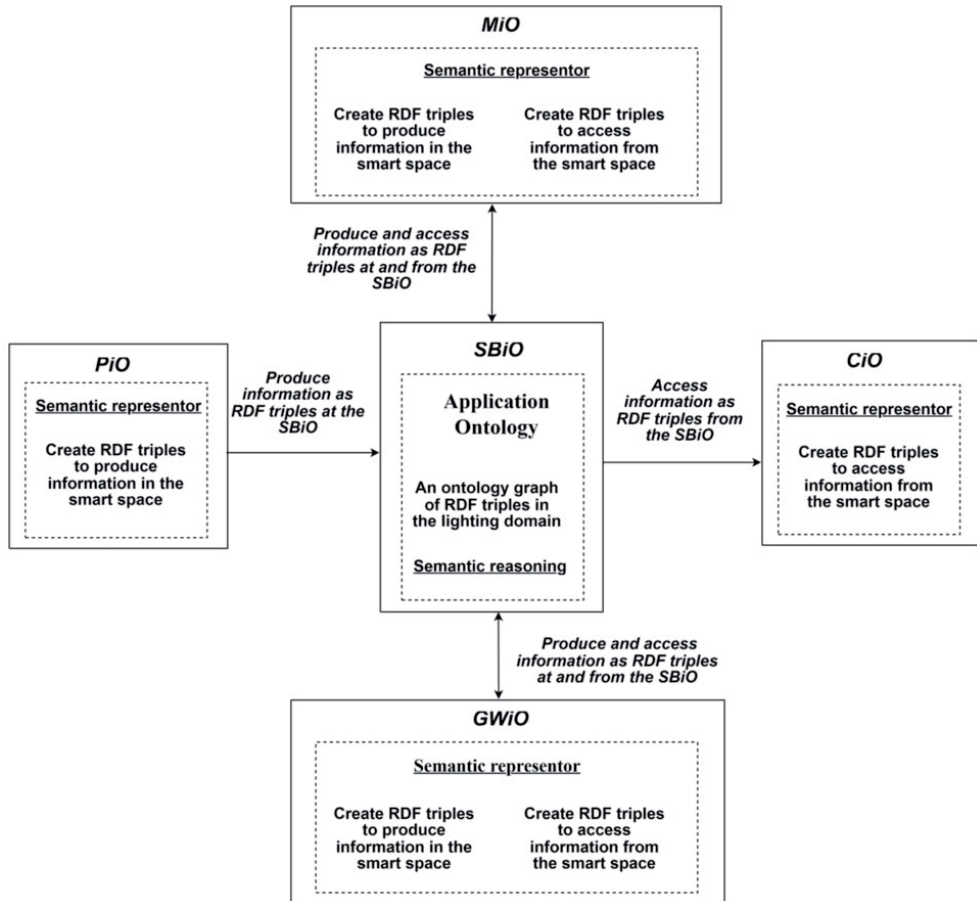 MiO
Semantic representor
Create RDF triples
to produce
information in the
smart space
Create RDF triples
to access
information from
the smart space
Produce and access
information as RDF
triples at and from the
SBiO
PiO
Semantic representor
Create RDF triples
to produce
information in the
smart space
Produce
information as
RDF triples at the
SBiO
SBiO
Application
Ontology
An ontology graph
of RDF triples in
the lighting domain
Semantic reasoning
Access
information as
RDF triples from
the SBiO
CiO
Semantic representor
Create RDF triples
to access
information from
the smart space
Produce and access
information as RDF triples
at and from the SBiO
GWiO
Semantic representor
Create RDF triples
to produce
information in the
smart space
Create RDF triples
to access
information from
the smart space